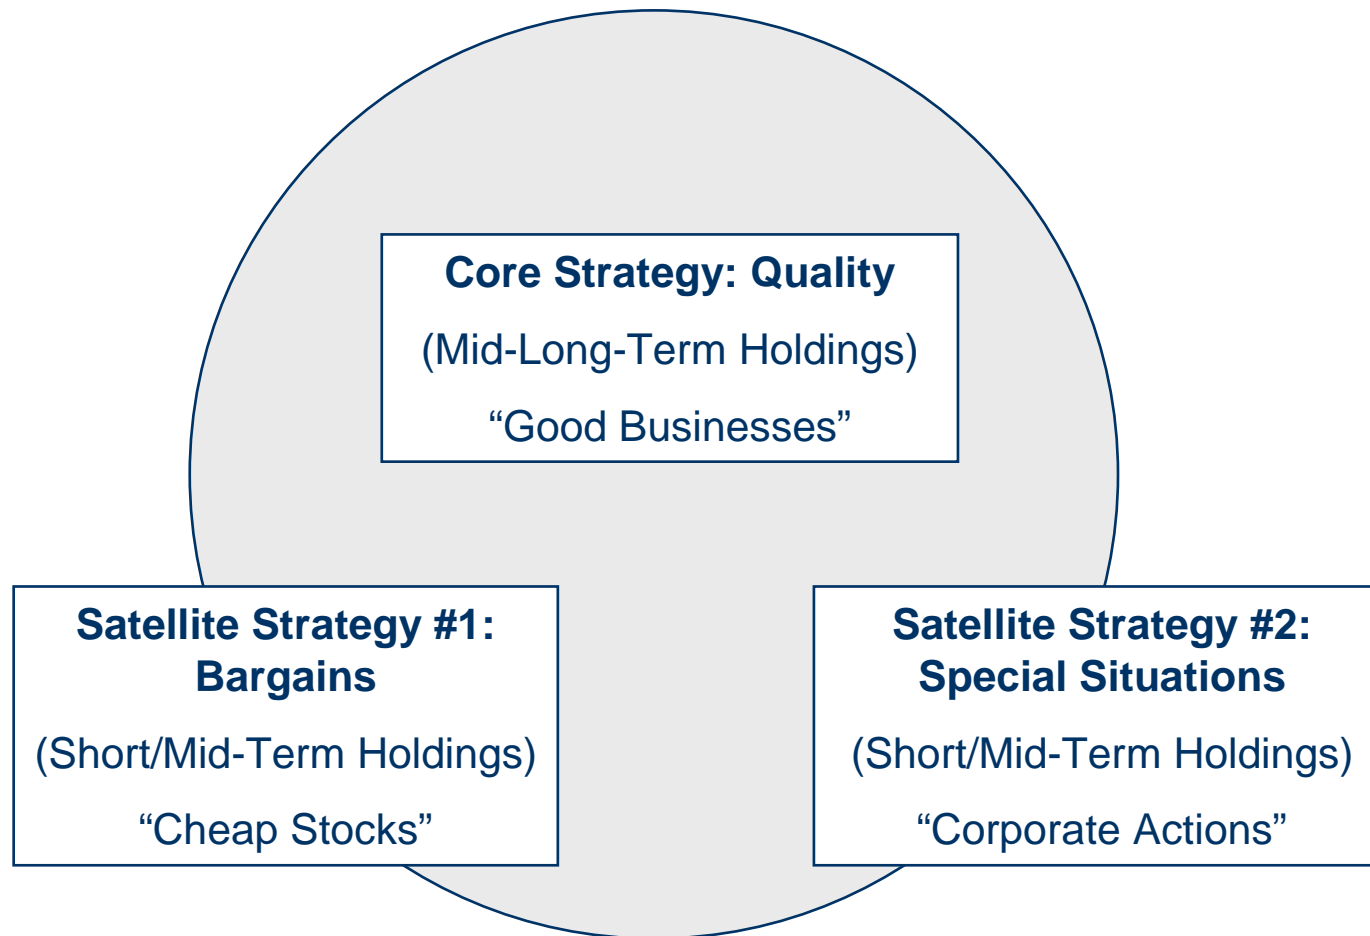 Core Strategy: Quality
(Mid-Long-Term Holdings)
“Good Businesses”
Satellite Strategy #1:
Bargains
(Short/Mid-Term Holdings)
“Cheap Stocks”
Satellite Strategy #2:
Special Situations
(Short/Mid-Term Holdings)
“Corporate Actions”